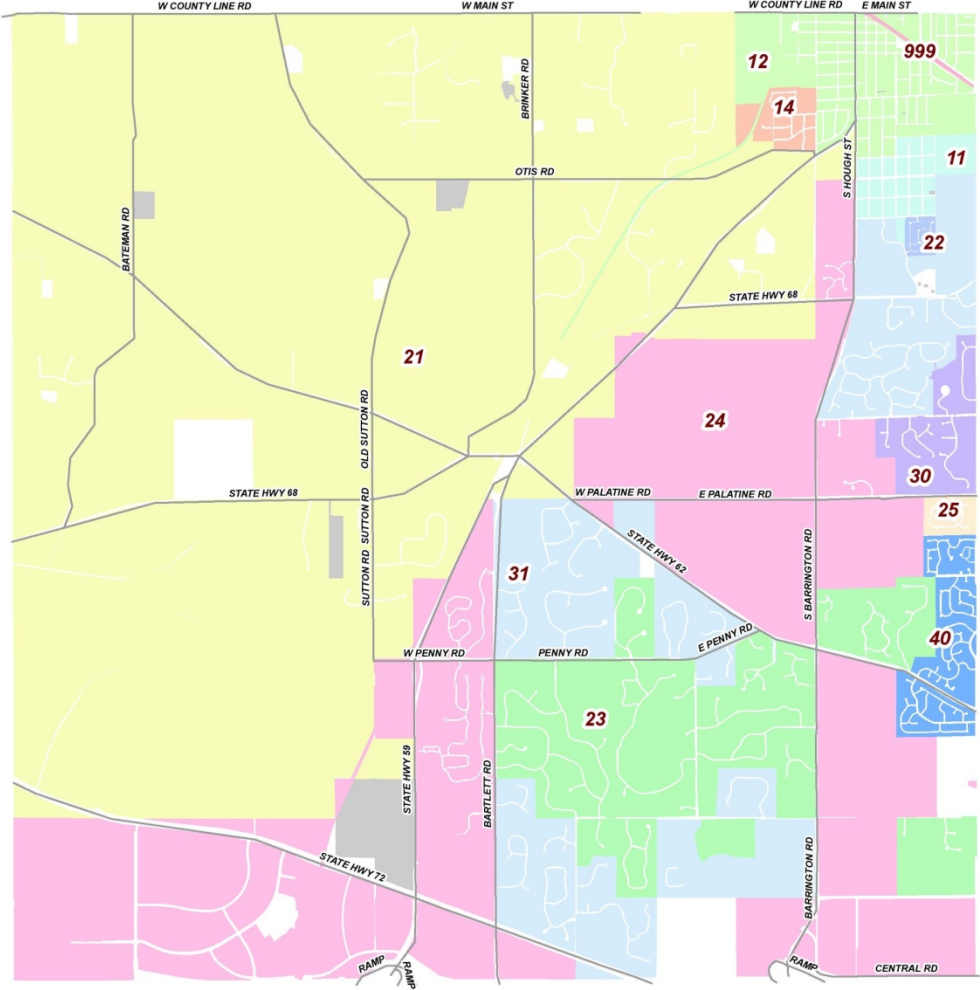 W COUNTY LINE RD
W MAIN ST
W COUNTY LINE RD
E MAIN ST
999
12
BRINKER RD
14
11
S HOUGH ST
OTIS RD
BATEMAN RD
22
STATE HWY 68
21
OLD SUTTON RD
24
30
STATE HWY 68
W PALATINE RD
E PALATINE RD
25
SUTTON RD
SUTTON RD
STATE HWY 62
S BARRINGTON RD
31
40
E PENNY RD
W PENNY RD
PENNY RD
23
STATE HWY 59
BARTLETT RD
STATE HWY 72
BARRINGTON RD
RAMP
RAMP
RAMP
CENTRAL RD